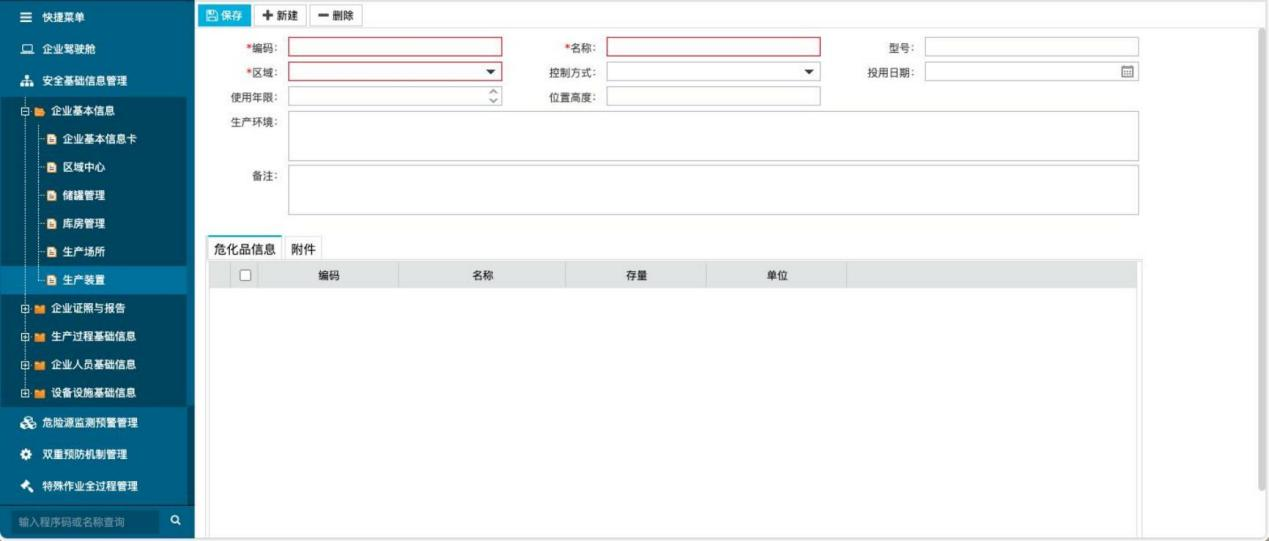 快捷菜单
企业驾驶舱
安全基础信息管理
企业基本信息
企业基本信息卡
区域中心
储罐管理
库房管理
生产场所
生产装置
企业证照与报告
生产过程基础信息
企业人员基础信息
设备设施基础信息
危险源监测预警管理
双重预防机制管理
特殊作业全过程管理
输入程序码或名称查询
保存 新建 删除
*编码: *名称: 型号:
*区域: 控制方式: 投用日期:
使用年限: 位置高度:
生产环境:
备注:
危化品信息 附件
编码 名称 存量 单位